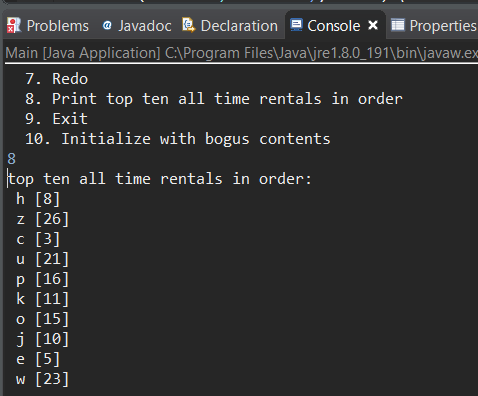 Problems @ Javadoc Declaration Console Properties
Main [Java Application] C:\Program Files\Java\jre1.8.0_191\bin\javaw.ex
7. Redo
8. Print top ten all time rentals in order
9. Exit
10. Initialize with bogus contents
8
top ten all time rentals in order:
h [8]
z [26]
c [3]
u [21]
p [16]
k [11]
o [15]
j [10]
e [5]
w [23]